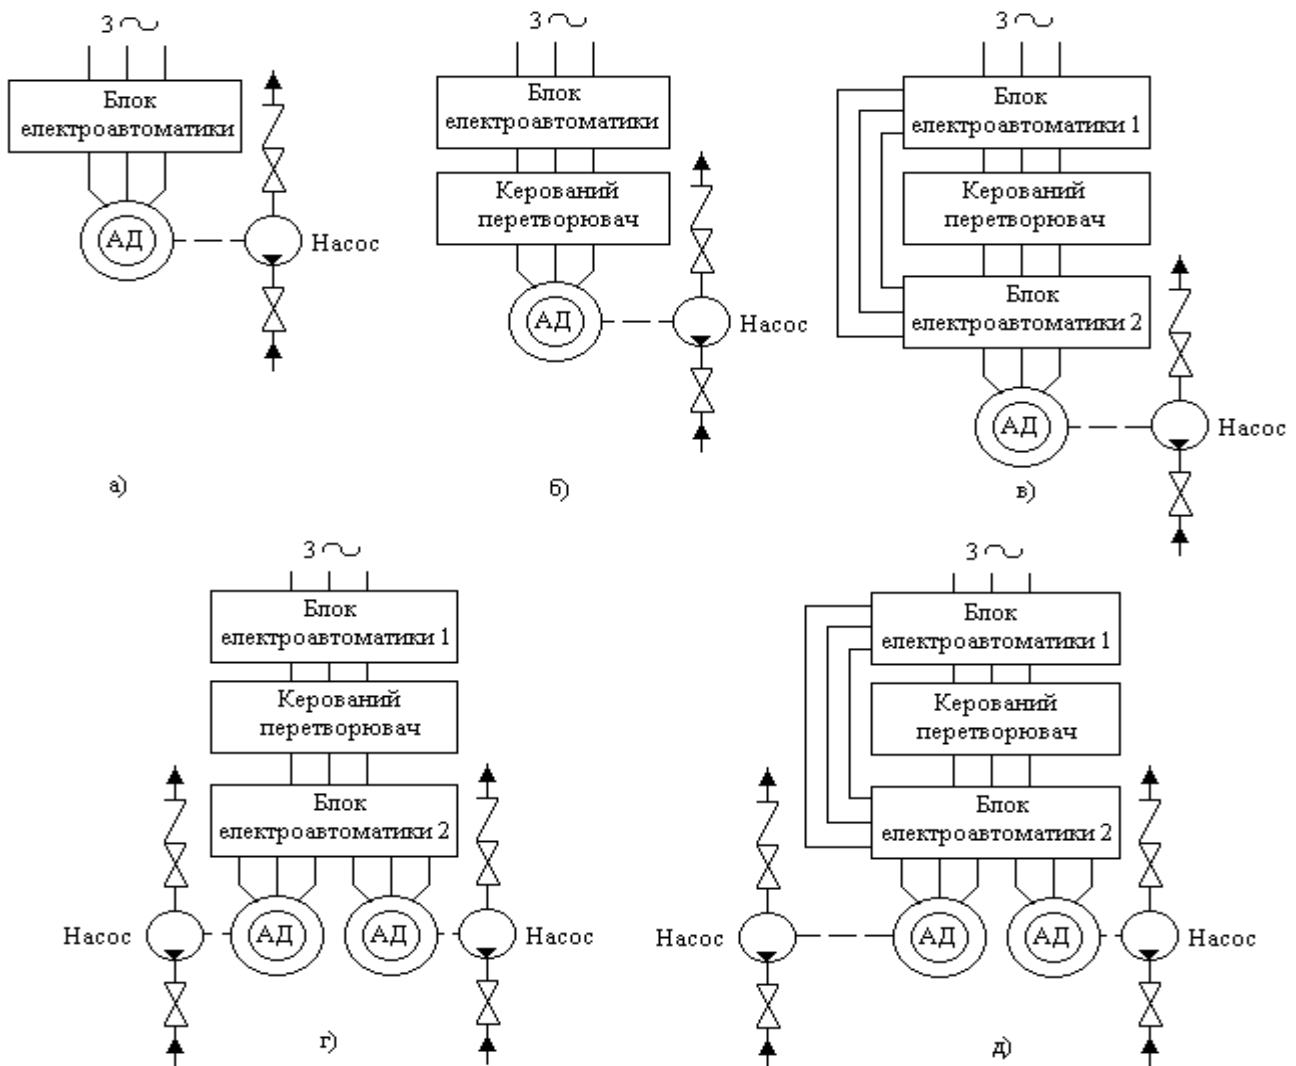 3
Блок
електроавтоматики
АД
Насос
а)
3
Блок
електроавтоматики
Керований
перетворювач
АД
Насос
б)
3
Блок
електроавтоматики 1
Керований
перетворювач
Блок
електроавтоматики 2
АД
Насос
в)
3
Блок
електроавтоматики 1
Керований
перетворювач
Блок
електроавтоматики 2
Насос
АД
АД
Насос
г)
3
Блок
електроавтоматики 1
Керований
перетворювач
Блок
електроавтоматики 2
Насос
АД
АД
Насос
д)